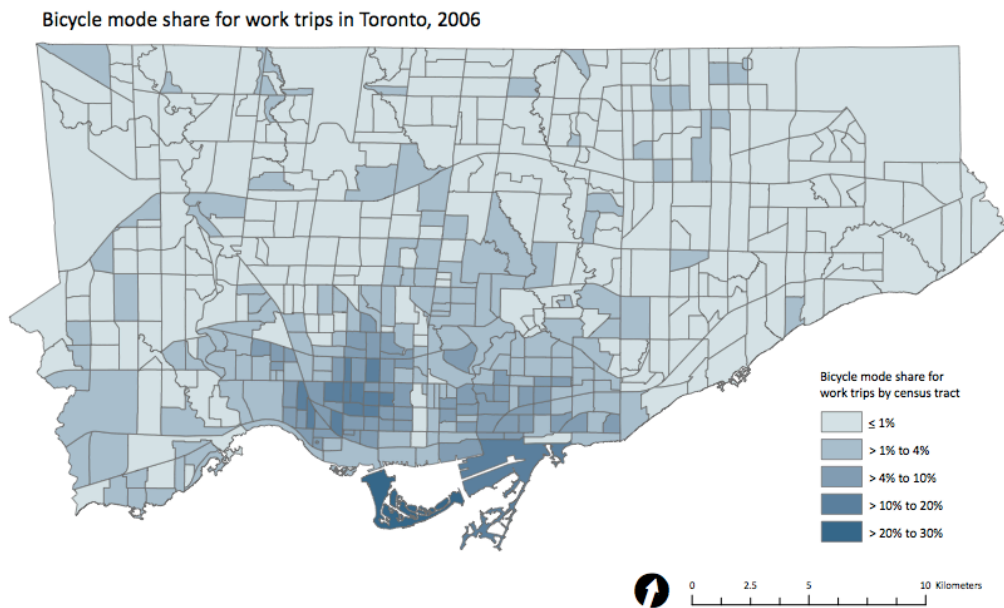 Bicycle mode share for work trips in Toronto, 2006
Bicycle mode share for
work trips by census tract
≤ 1%
> 1% to 4%
> 4% to 10%
> 10% to 20%
> 20% to 30%
0 2.5 5 10 Kilometers